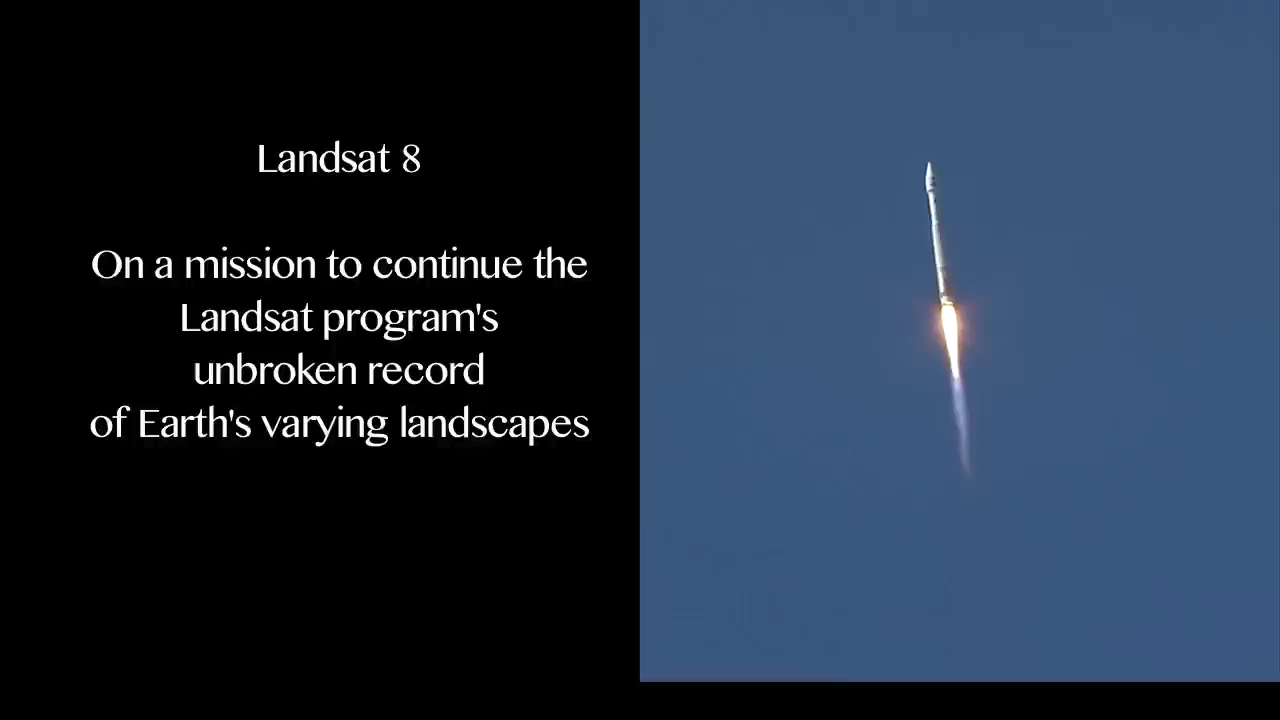 Landsat 8
On a mission to continue the
Landsat program's
unbroken record
of Earth's varying landscapes